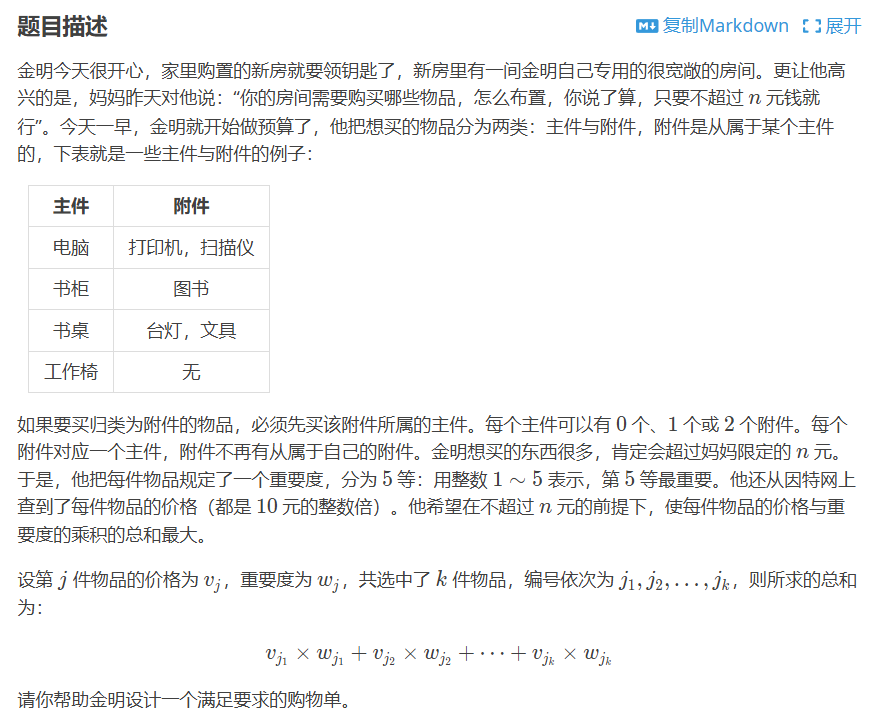 题目描述
复制Markdown 展开
金明今天很开心，家里购置的新房就要领钥匙了，新房里有一间金明自己专用的很宽敞的房间。更让他高
兴的是，妈妈昨天对他说：“你的房间需要购买哪些物品，怎么布置，你说了算，只要不超过 n 元钱就
行”。今天一早，金明就开始做预算了，他把想买的物品分为两类：主件与附件，附件是从属于某个主件
的，下表就是一些主件与附件的例子：
主件 附件
电脑 打印机，扫描仪
书柜 图书
书桌 台灯，文具
工作椅 无
如果要买归类为附件的物品，必须先买该附件所属的主件。每个主件可以有 0 个、1 个或 2 个附件。每个
附件对应一个主件，附件不再有从属于自己的附件。金明想买的东西很多，肯定会超过妈妈限定的 n 元。
于是，他把每件物品规定了一个重要度，分为 5 等：用整数 1 ∼ 5 表示，第 5 等最重要。他还从因特网上
查到了每件物品的价格（都是 10 元的整数倍）。他希望在不超过 n 元的前提下，使每件物品的价格与重
要度的乘积的总和最大。
设第 j 件物品的价格为 v_j，重要度为 w_j，共选中了 k 件物品，编号依次为 j_1, j_2, . . . , j_k，则所求的总和
为：
v_{j_1} × w_{j_1} + v_{j_2} × w_{j_2} + ⋯ + v_{j_k} × w_{j_k}
请你帮助金明设计一个满足要求的购物单。